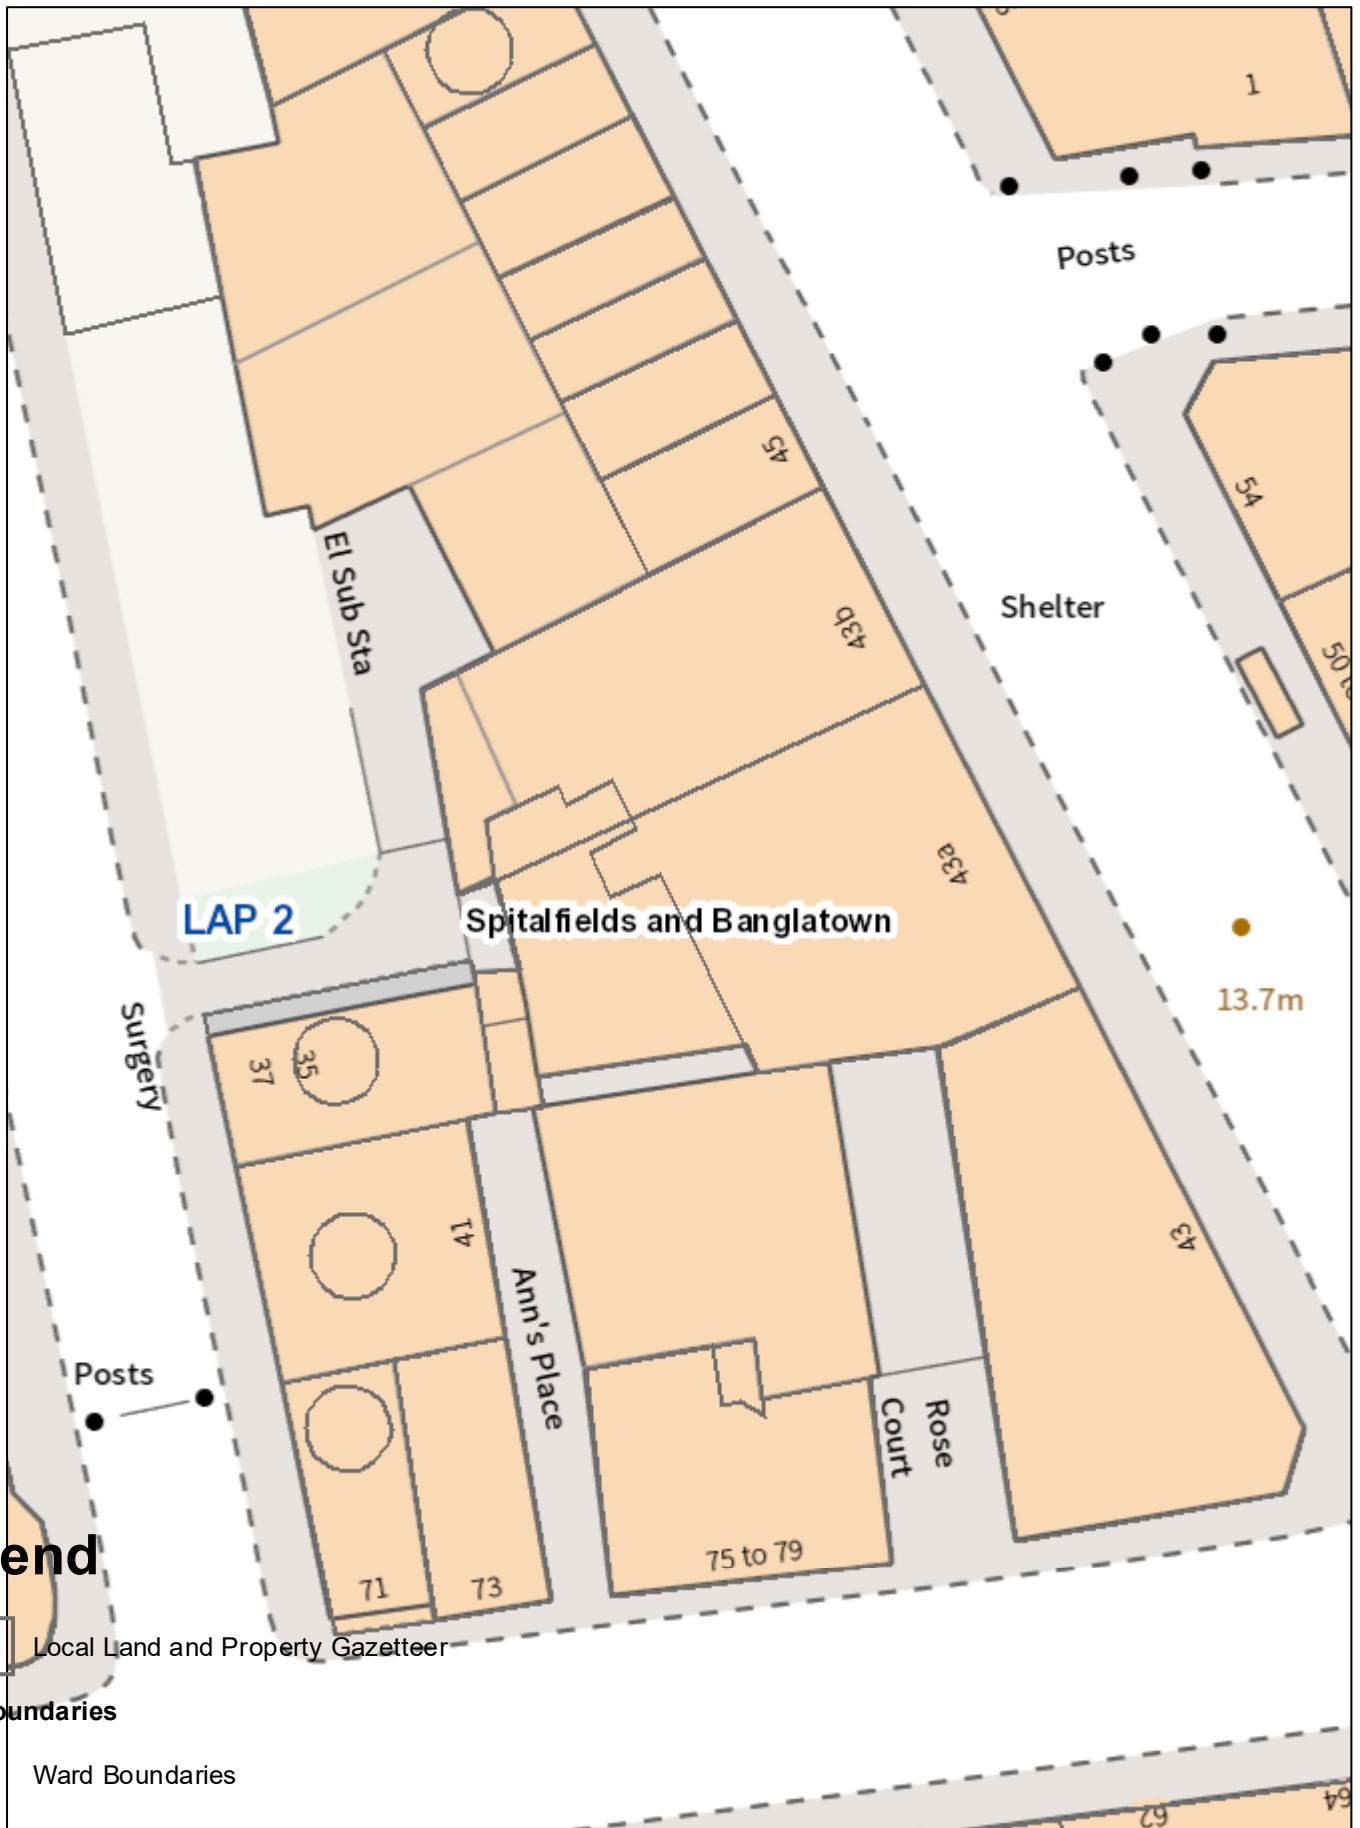 1
Posts
45
54
El Sub Sta
43b
Shelter
43a
LAP 2
Spitalfields and Banglatown
13.7m
Surgery
37
35
41
43
Ann's Place
Posts
Rose
Court
75 to 79
71
73
end
Local Land and Property Gazetteer
oundaries
Ward Boundaries
62
64